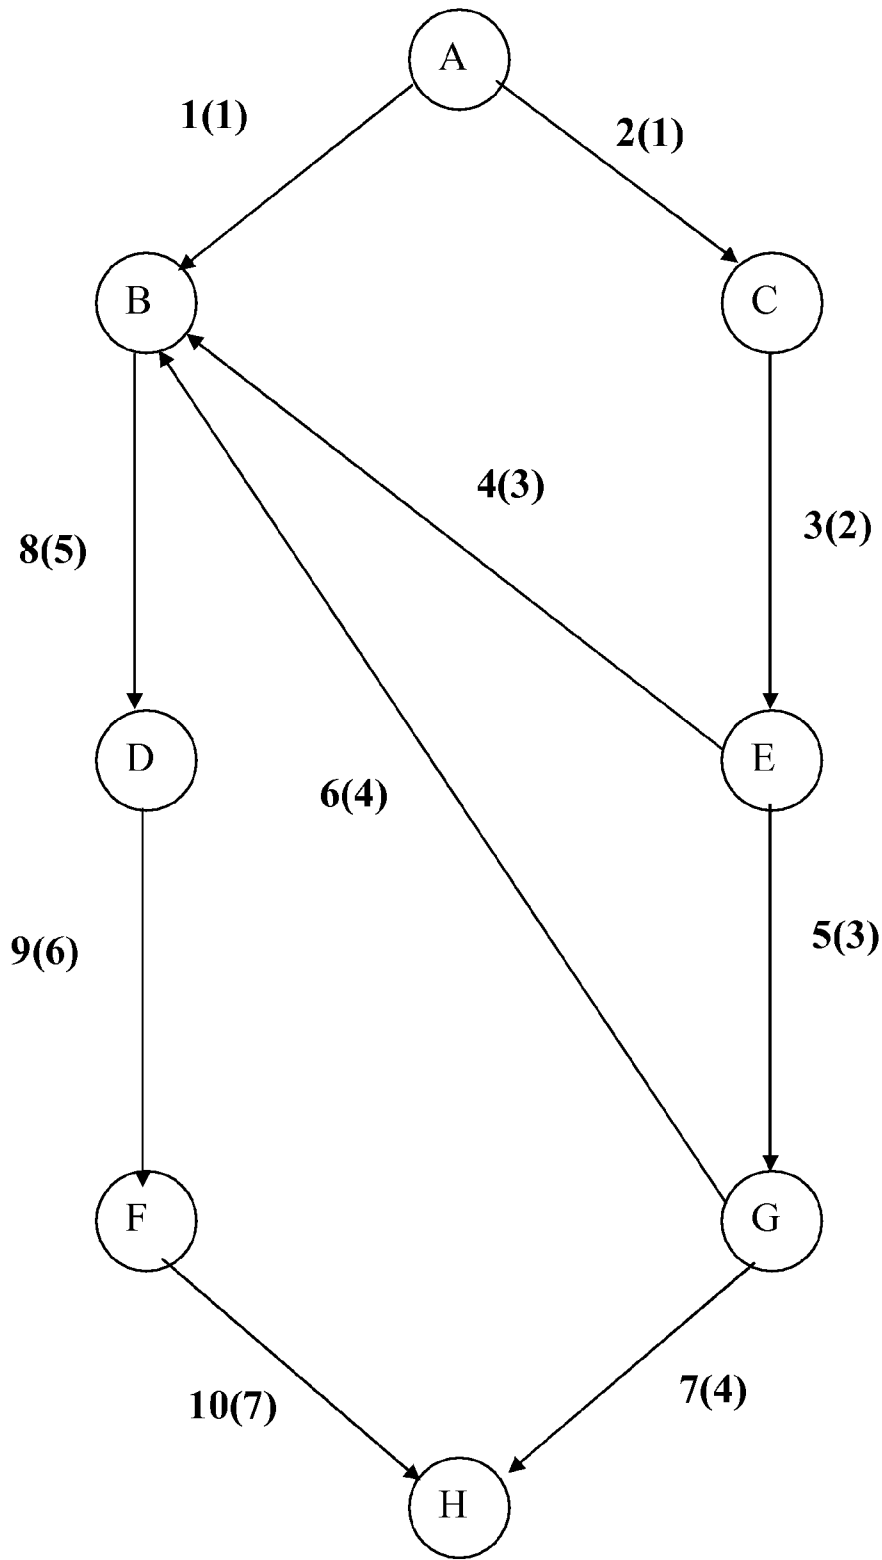 A
1(1)
2(1)
B
C
4(3)
3(2)
8(5)
D
E
6(4)
5(3)
9(6)
F
G
7(4)
10(7)
H